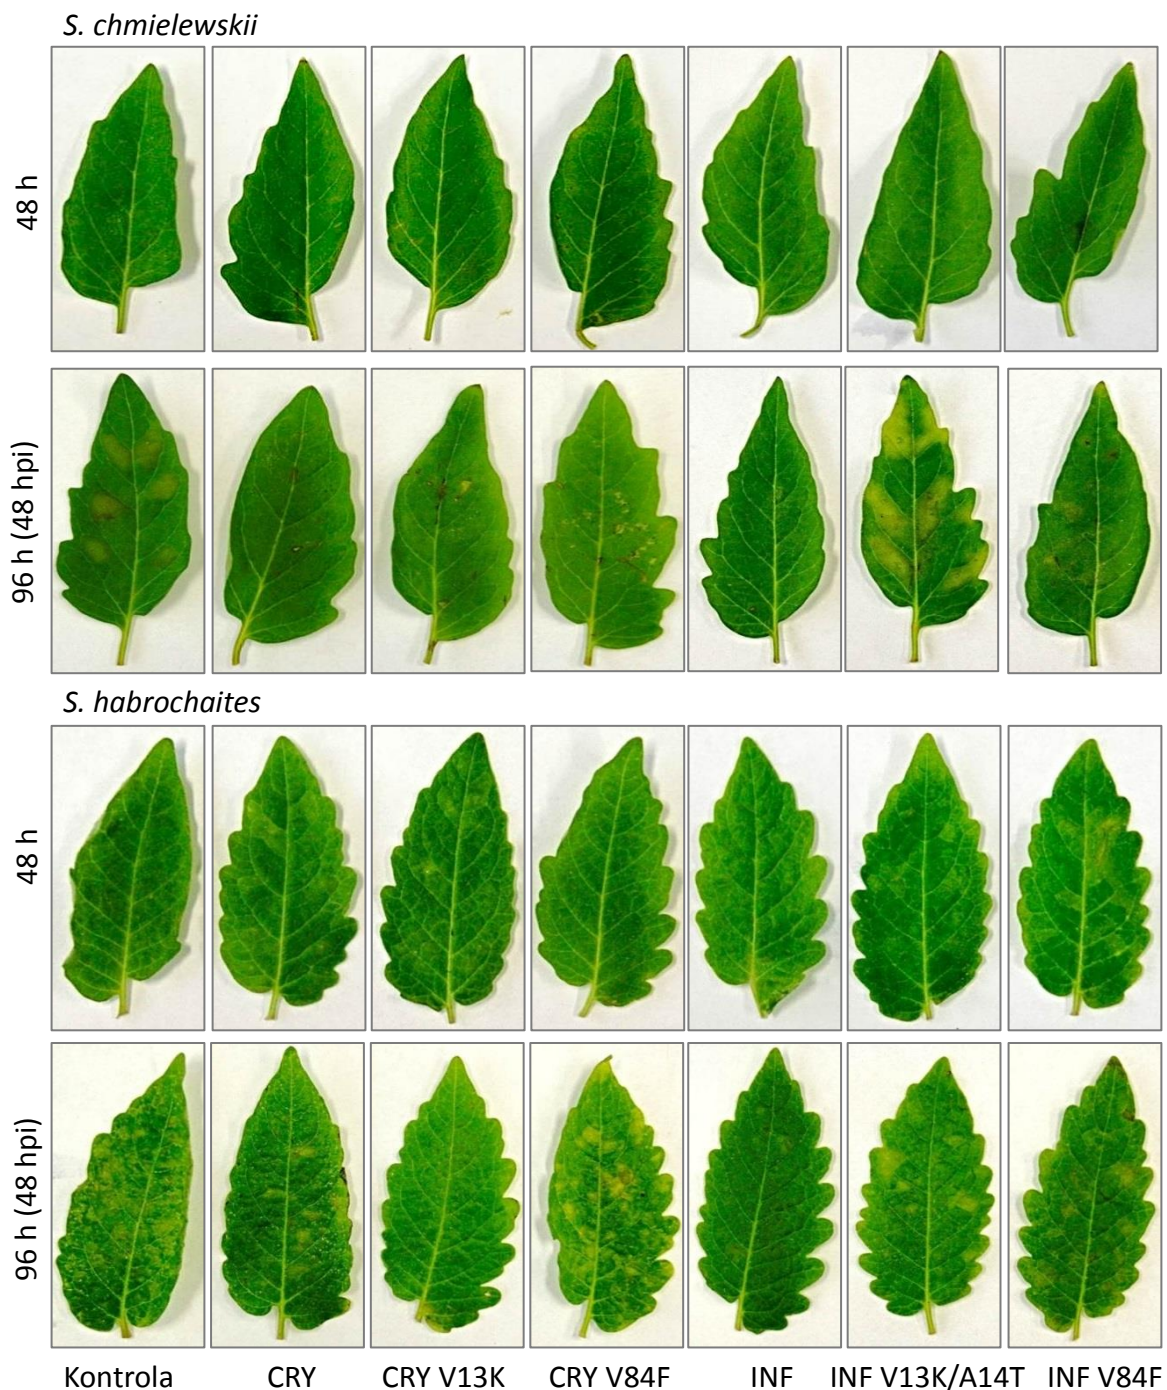 S. chmielewskii
48 h
96 h (48 hpi)
S. habrochaites
48 h
96 h (48 hpi)
Kontrola CRY CRY V13K CRY V84F INF INF V13K/A14T INF V84F